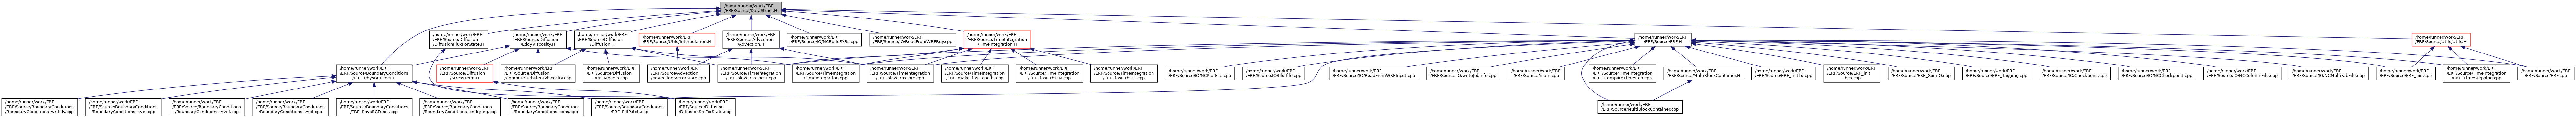 /home/runner/work/ERF
/ERF/Source/DataStruct.H
/home/runner/work/ERF
/ERF/Source/Diffusion
/DiffusionFluxForState.H
/home/runner/work/ERF
/ERF/Source/Diffusion
/EddyViscosity.H
/home/runner/work/ERF
/ERF/Source/Diffusion
/Diffusion.H
/home/runner/work/ERF
/ERF/Source/Utils/Interpolation.H
/home/runner/work/ERF
/ERF/Source/Advection
/Advection.H
/home/runner/work/ERF
/ERF/Source/IO/NCBuildFABs.cpp
/home/runner/work/ERF
/ERF/Source/IO/ReadFromWRFBdy.cpp
/home/runner/work/ERF
/ERF/Source/TimeIntegration
/TimeIntegration.H
/home/runner/work/ERF
/ERF/Source/ERF.H
/home/runner/work/ERF
/ERF/Source/Utils/Utils.H
/home/runner/work/ERF
/ERF/Source/BoundaryConditions
/ERF_PhysBCFunct.H
/home/runner/work/ERF
/ERF/Source/Diffusion
/StressTerm.H
/home/runner/work/ERF
/ERF/Source/Diffusion
/ComputeTurbulentViscosity.cpp
/home/runner/work/ERF
/ERF/Source/Diffusion
/PBLModels.cpp
/home/runner/work/ERF
/ERF/Source/Advection
/AdvectionSrcForState.cpp
/home/runner/work/ERF
/ERF/Source/TimeIntegration
/ERF_slow_rhs_post.cpp
/home/runner/work/ERF
/ERF/Source/TimeIntegration
/TimeIntegration.cpp
/home/runner/work/ERF
/ERF/Source/TimeIntegration
/ERF_slow_rhs_pre.cpp
/home/runner/work/ERF
/ERF/Source/TimeIntegration
/ERF_make_fast_coeffs.cpp
/home/runner/work/ERF
/ERF/Source/TimeIntegration
/ERF_fast_rhs_N.cpp
/home/runner/work/ERF
/ERF/Source/TimeIntegration
/ERF_fast_rhs_T.cpp
/home/runner/work/ERF
/ERF/Source/IO/NCPlotFile.cpp
/home/runner/work/ERF
/ERF/Source/IO/Plotfile.cpp
/home/runner/work/ERF
/ERF/Source/IO/ReadFromWRFInput.cpp
/home/runner/work/ERF
/ERF/Source/IO/writeJobInfo.cpp
/home/runner/work/ERF
/ERF/Source/main.cpp
/home/runner/work/ERF
/ERF/Source/TimeIntegration
/ERF_ComputeTimestep.cpp
/home/runner/work/ERF
/ERF/Source/MultiBlockContainer.H
/home/runner/work/ERF
/ERF/Source/ERF_init1d.cpp
/home/runner/work/ERF
/ERF/Source/ERF_init
_bcs.cpp
/home/runner/work/ERF
/ERF/Source/ERF_SumIQ.cpp
/home/runner/work/ERF
/ERF/Source/ERF_Tagging.cpp
/home/runner/work/ERF
/ERF/Source/IO/Checkpoint.cpp
/home/runner/work/ERF
/ERF/Source/IO/NCCheckpoint.cpp
/home/runner/work/ERF
/ERF/Source/IO/NCColumnFile.cpp
/home/runner/work/ERF
/ERF/Source/IO/NCMultiFabFile.cpp
/home/runner/work/ERF
/ERF/Source/ERF_init.cpp
/home/runner/work/ERF
/ERF/Source/TimeIntegration
/ERF_TimeStepping.cpp
/home/runner/work/ERF
/ERF/Source/ERF.cpp
/home/runner/work/ERF
/ERF/Source/BoundaryConditions
/BoundaryConditions_wrfbdy.cpp
/home/runner/work/ERF
/ERF/Source/BoundaryConditions
/BoundaryConditions_xvel.cpp
/home/runner/work/ERF
/ERF/Source/BoundaryConditions
/BoundaryConditions_yvel.cpp
/home/runner/work/ERF
/ERF/Source/BoundaryConditions
/BoundaryConditions_zvel.cpp
/home/runner/work/ERF
/ERF/Source/BoundaryConditions
/ERF_PhysBCFunct.cpp
/home/runner/work/ERF
/ERF/Source/BoundaryConditions
/BoundaryConditions_bndryreg.cpp
/home/runner/work/ERF
/ERF/Source/BoundaryConditions
/BoundaryConditions_cons.cpp
/home/runner/work/ERF
/ERF/Source/BoundaryConditions
/ERF_FillPatch.cpp
/home/runner/work/ERF
/ERF/Source/Diffusion
/DiffusionSrcForState.cpp
/home/runner/work/ERF
/ERF/Source/MultiBlockContainer.cpp